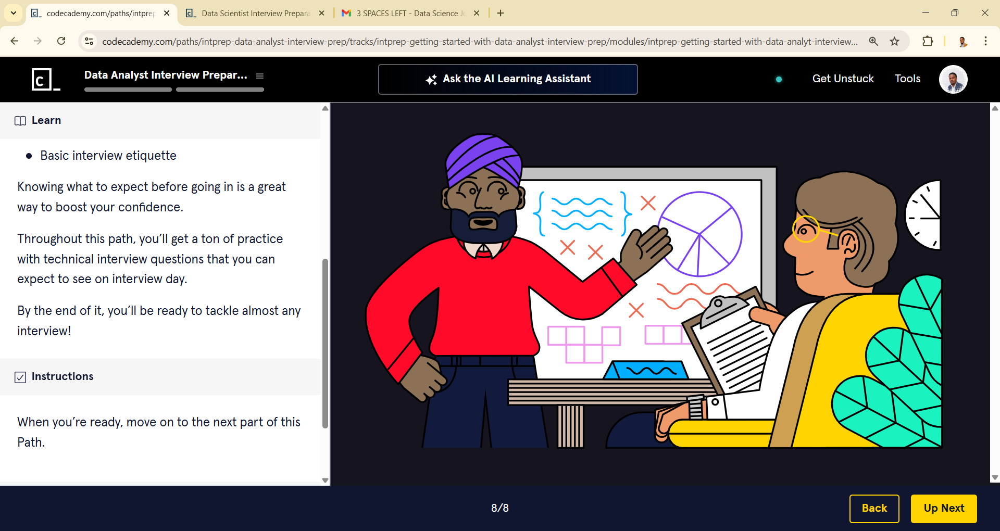 codecademy.com/paths/intprep
Data Scientist Interview Prepara
3 SPACES LEFT - Data Science Jo
codecademy.com/paths/intprep-data-analyst-interview-prep/tracks/intprep-getting-started-with-data-analyst-interview-prep/modules/intprep-getting-started-with-data-analyt-interview...
Data Analyst Interview Prepar...
Ask the AI Learning Assistant
Get Unstuck
Tools
Learn
• Basic interview etiquette
Knowing what to expect before going in is a great
way to boost your confidence.
Throughout this path, you’ll get a ton of practice
with technical interview questions that you can
expect to see on interview day.
By the end of it, you’ll be ready to tackle almost any
interview!
Instructions
When you’re ready, move on to the next part of this
Path.
8/8
Back
Up Next